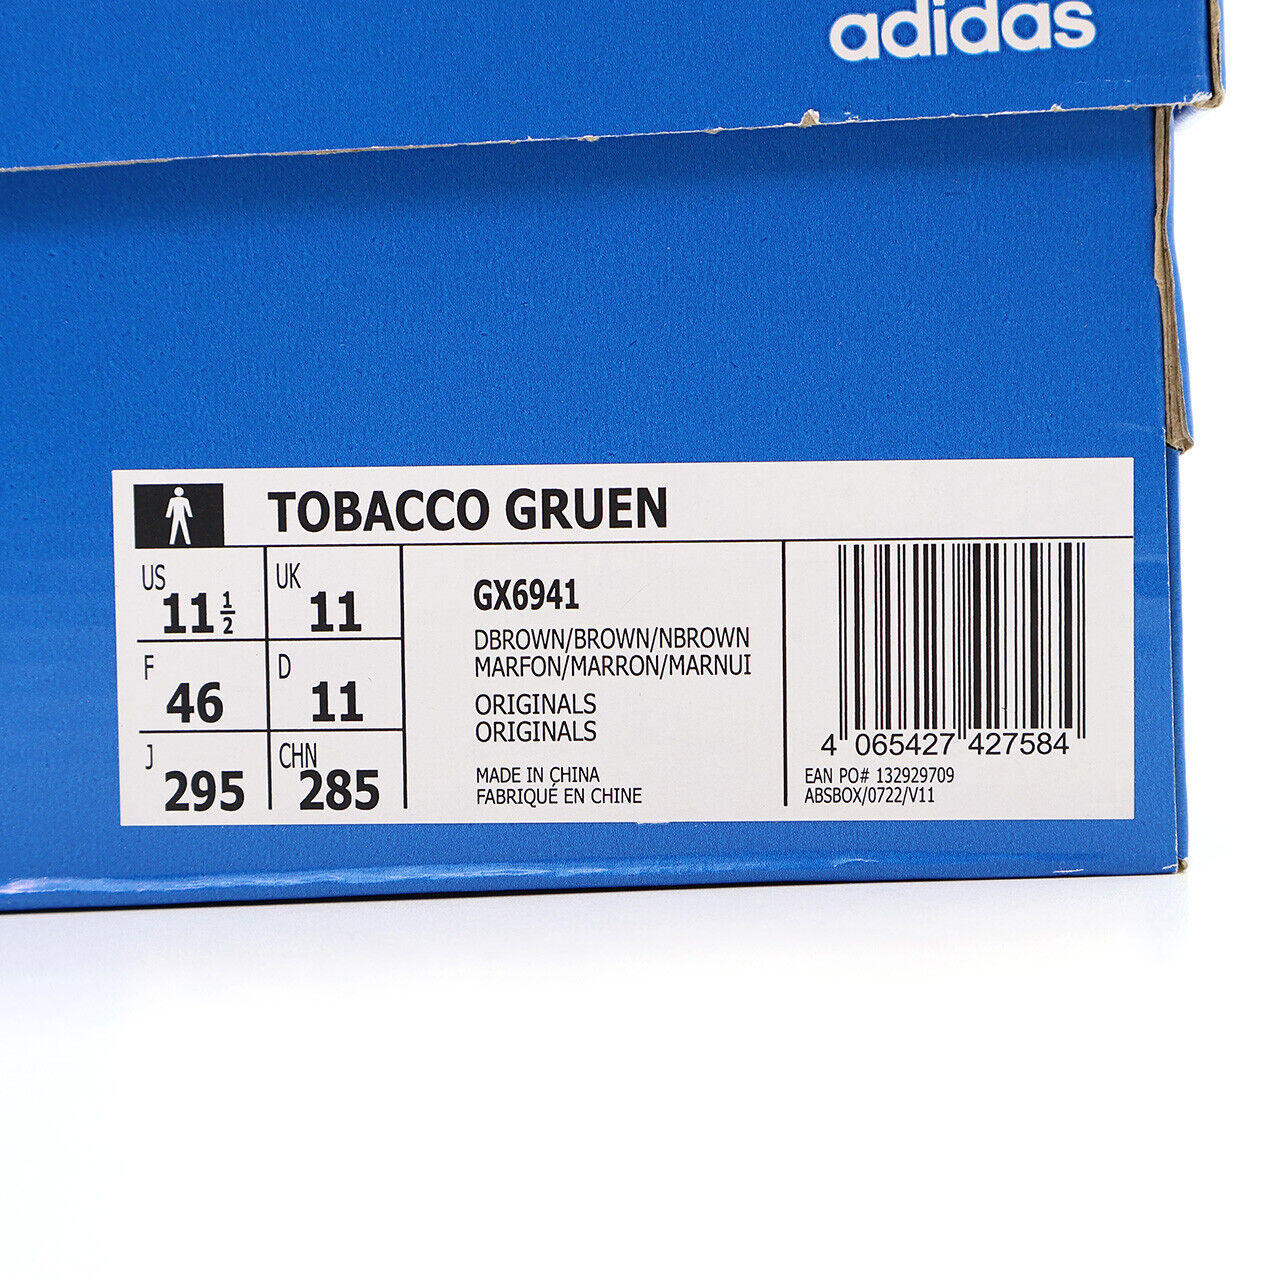 adidas
TOBACCO GRUEN
US 11 1/2
UK 11
F 46
D 11
J 295
CHN 285
GX6941
DBROWN/BROWN/NBROWN
MARFON/MARRON/MARNUI
ORIGINALS
ORIGINALS
MADE IN CHINA
FABRIQUÉ EN CHINE
4 065427 427584
EAN PO# 132929709
ABSBOX/0722/V11